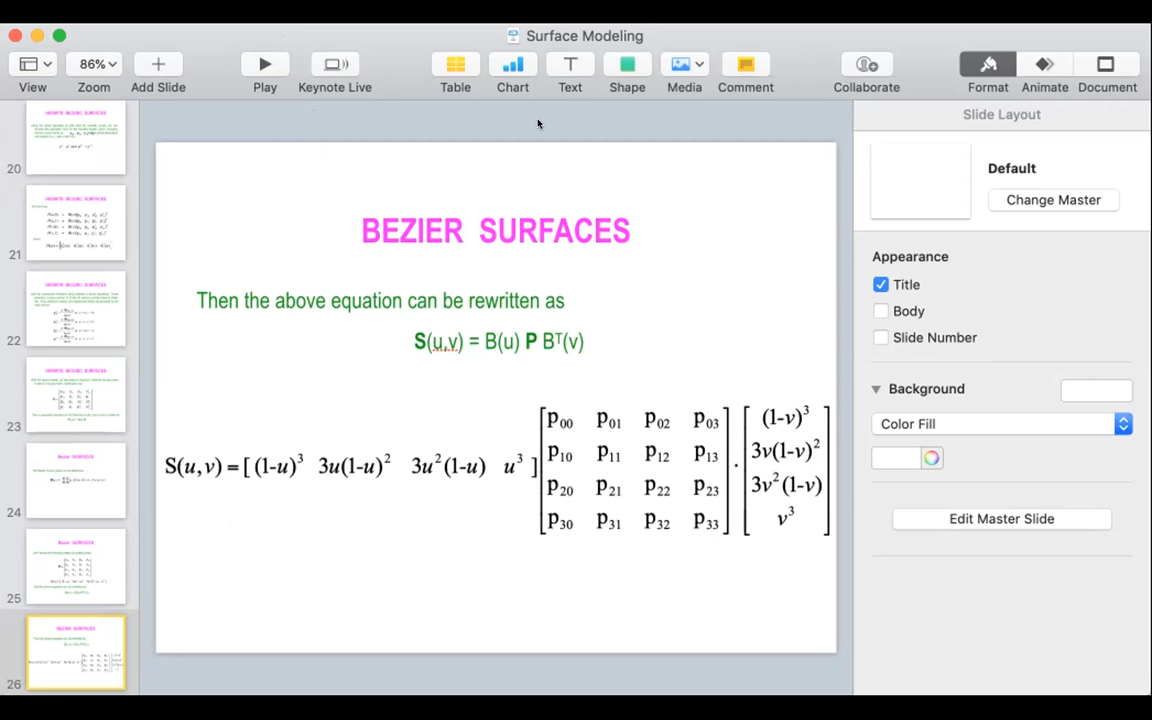 Surface Modeling
86%
View
Zoom
Add Slide
Play
Keynote Live
Table
Chart
Text
Shape
Media
Comment
Collaborate
Format
Animate
Document
20
21
22
23
24
25
26
BEZIER SURFACES
Then the above equation can be rewritten as
S(u,v) = B(u) P Bᵀ(v)
S(u,v) = [ (1-u)³ 3u(1-u)² 3u²(1-u) u³ ]
p₀₀ p₀₁ p₀₂ p₀₃
p₁₀ p₁₁ p₁₂ p₁₃
p₂₀ p₂₁ p₂₂ p₂₃
p₃₀ p₃₁ p₃₂ p₃₃
.
(1-v)³
3v(1-v)²
3v²(1-v)
v³
Slide Layout
Default
Change Master
Appearance
Title
Body
Slide Number
Background
Color Fill
Edit Master Slide